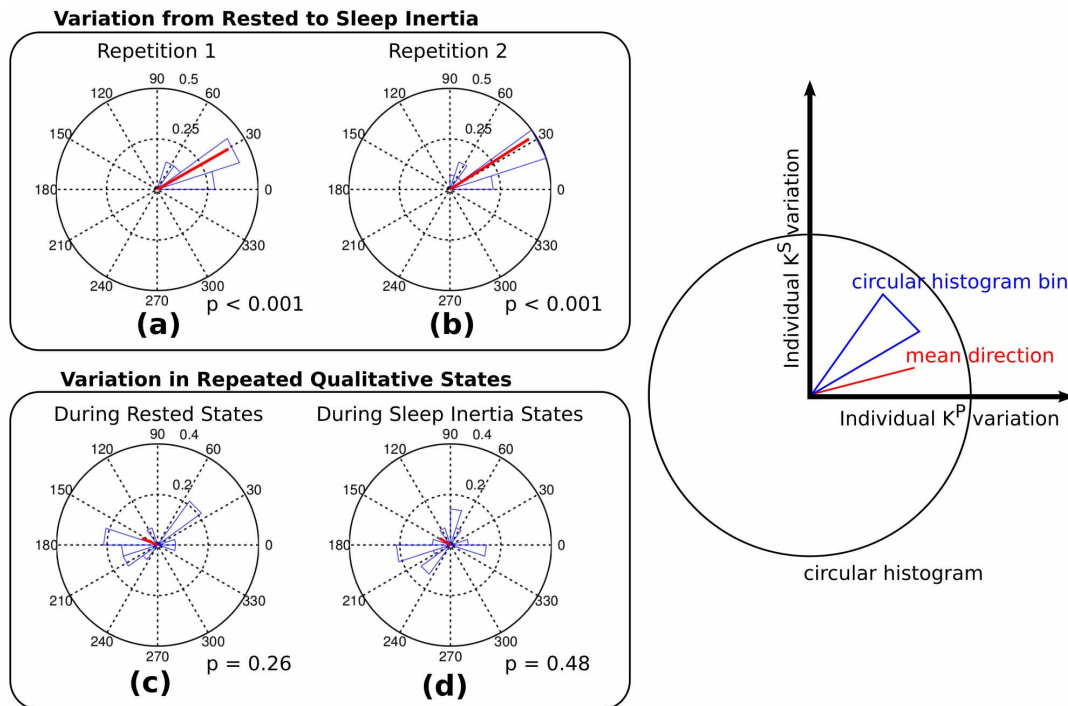 Variation from Rested to Sleep Inertia
Repetition 1
Repetition 2
90 0.5
120 60
150 0.25 30
180 0
210 330
240 300
270
p < 0.001
(a)
90 0.5
120 60
150 0.25 30
180 0
210 330
240 300
270
p < 0.001
(b)
Variation in Repeated Qualitative States
During Rested States
During Sleep Inertia States
90 0.4
120 60
150 0.2 30
180 0
210 330
240 300
270
p = 0.26
(c)
90 0.4
120 60
150 0.2 30
180 0
210 330
240 300
270
p = 0.48
(d)
Individual K^S variation
circular histogram bin
mean direction
Individual K^P variation
circular histogram